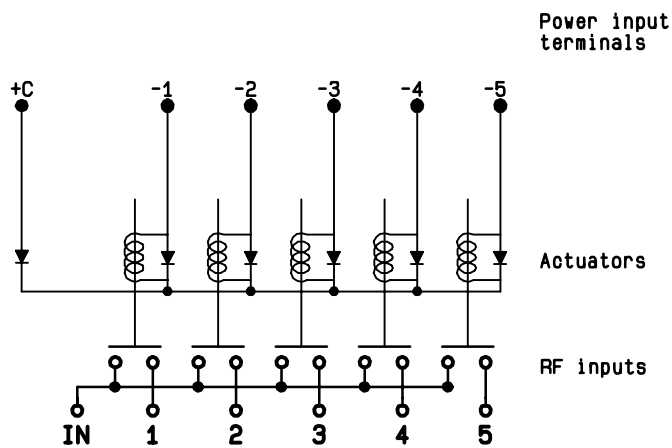 Power input
terminals
+C -1 -2 -3 -4 -5
Actuators
RF inputs
IN 1 2 3 4 5